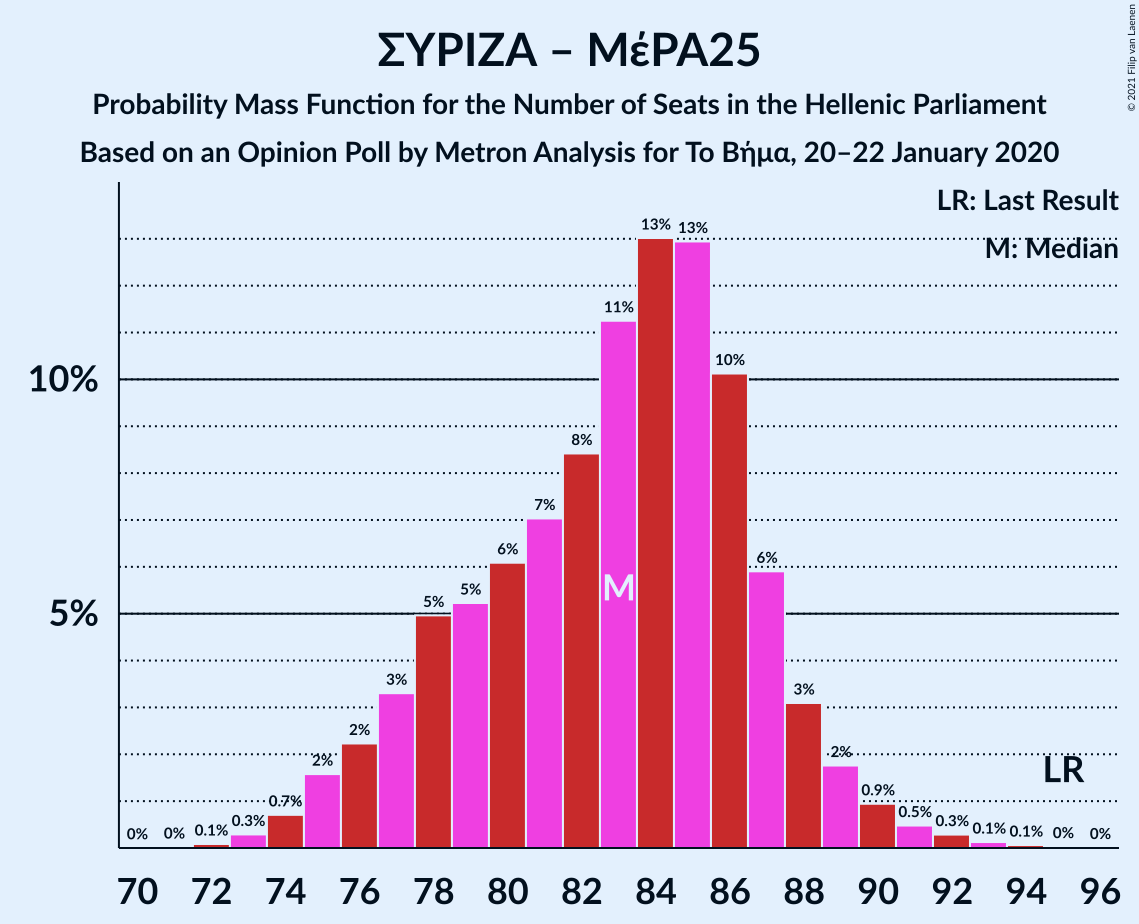 ΣΥΡΙΖΑ – ΜέΡΑ25
Probability Mass Function for the Number of Seats in the Hellenic Parliament
Based on an Opinion Poll by Metron Analysis for Το Βήμα, 20–22 January 2020
© 2021 Filip van Laenen
LR: Last Result
M: Median
10%
5%
0% 0% 0.1% 0.3% 0.7% 2% 2% 3% 5% 5% 6% 7% 8% 11% 13% 13% 10% 6% 3% 2% 0.9% 0.5% 0.3% 0.1% 0.1% 0% 0%
M
LR
70 72 74 76 78 80 82 84 86 88 90 92 94 96